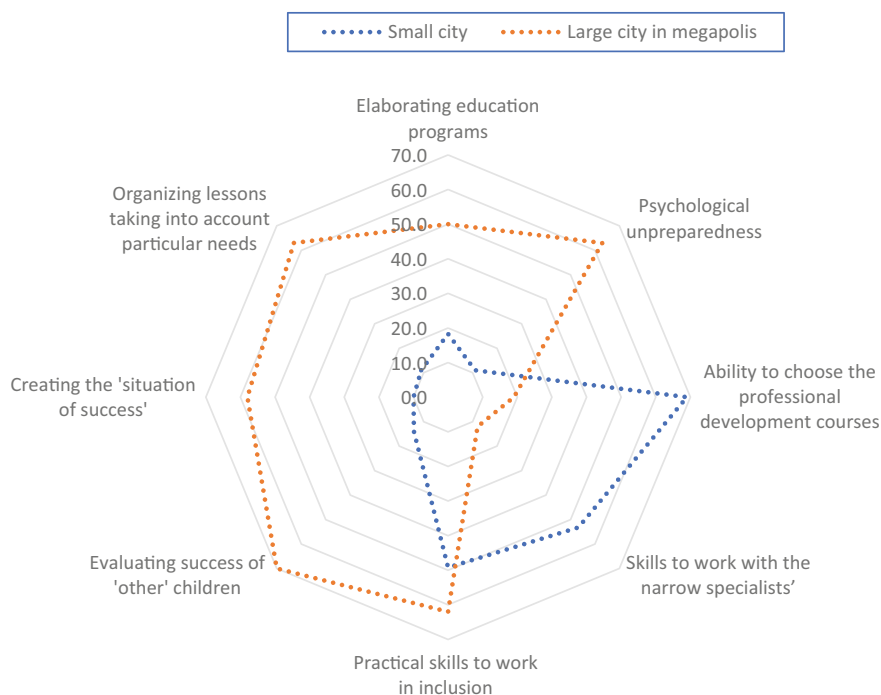 Small city
Large city in megapolis
Elaborating education
programs
70.0
60.0
50.0
40.0
30.0
20.0
10.0
0.0
Psychological
unpreparedness
Ability to choose the
professional
development courses
Skills to work with the
narrow specialists’
Practical skills to work
in inclusion
Evaluating success of
'other' children
Creating the 'situation
of success'
Organizing lessons
taking into account
particular needs